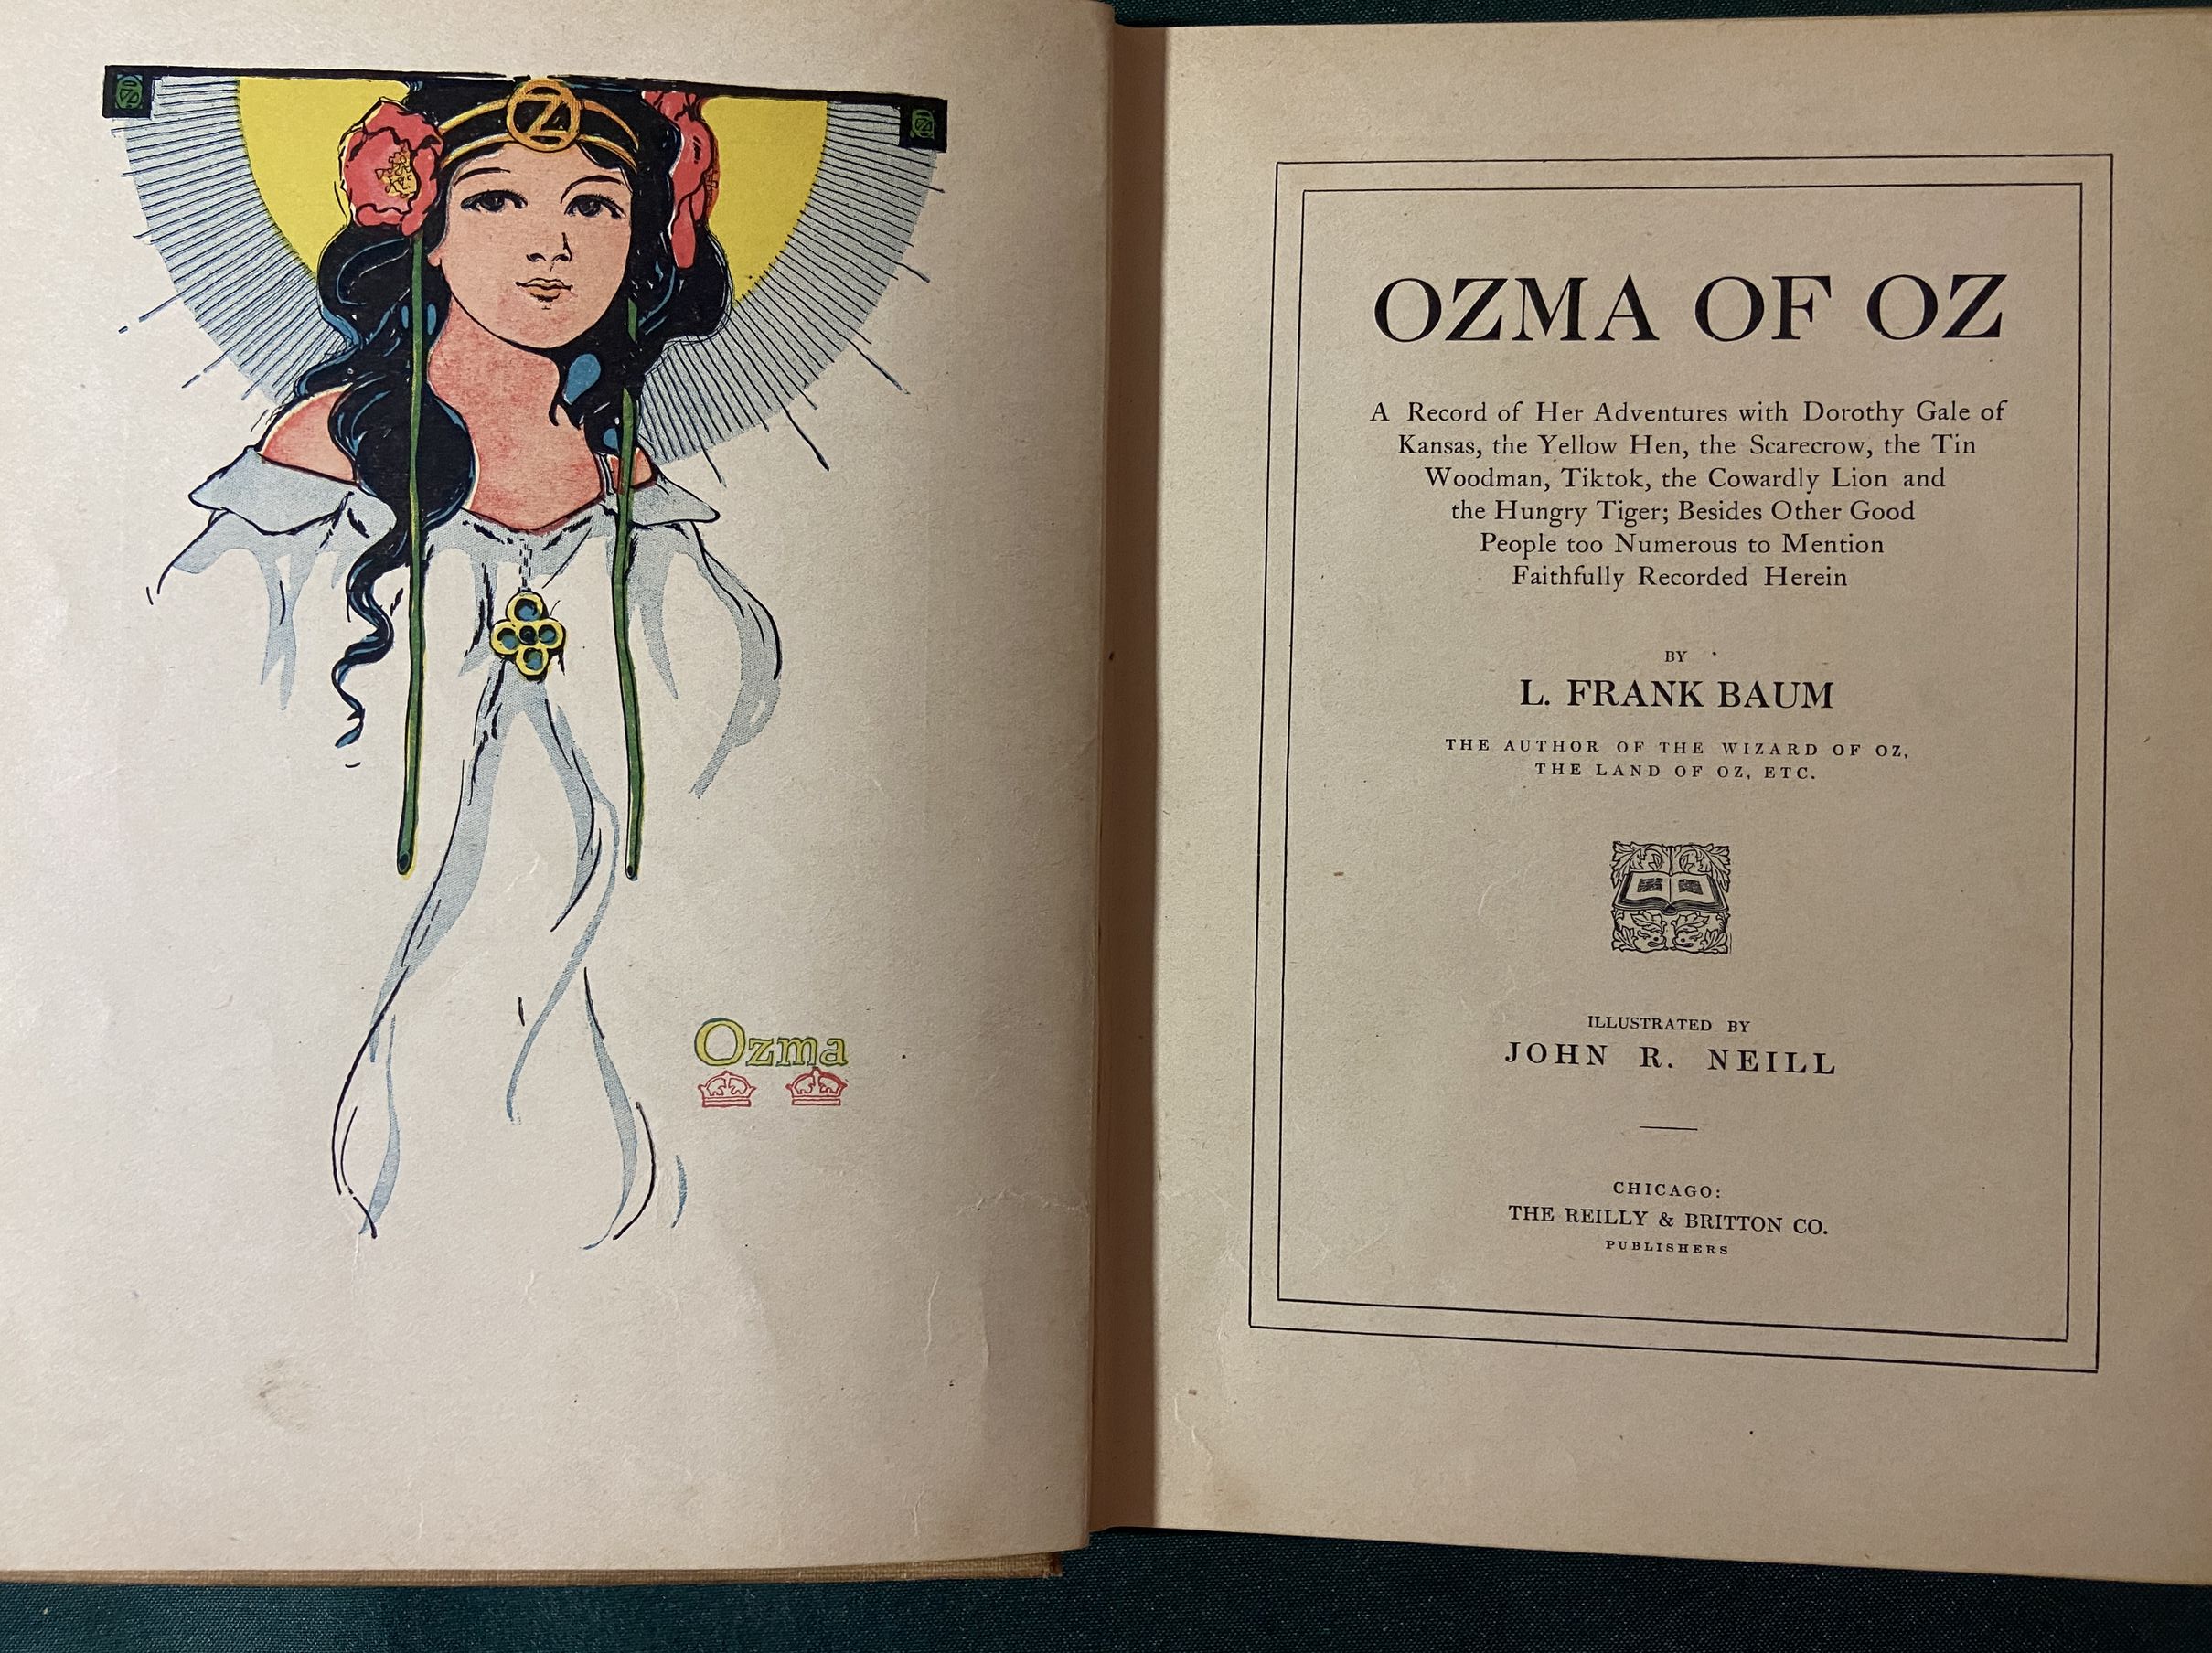 OZ
OZ
OZ
Ozma
OZMA OF OZ
A Record of Her Adventures with Dorothy Gale of
Kansas, the Yellow Hen, the Scarecrow, the Tin
Woodman, Tiktok, the Cowardly Lion and
the Hungry Tiger; Besides Other Good
People too Numerous to Mention
Faithfully Recorded Herein
BY
L. FRANK BAUM
THE AUTHOR OF THE WIZARD OF OZ,
THE LAND OF OZ, ETC.
ILLUSTRATED BY
JOHN R. NEILL
CHICAGO:
THE REILLY & BRITTON CO.
PUBLISHERS